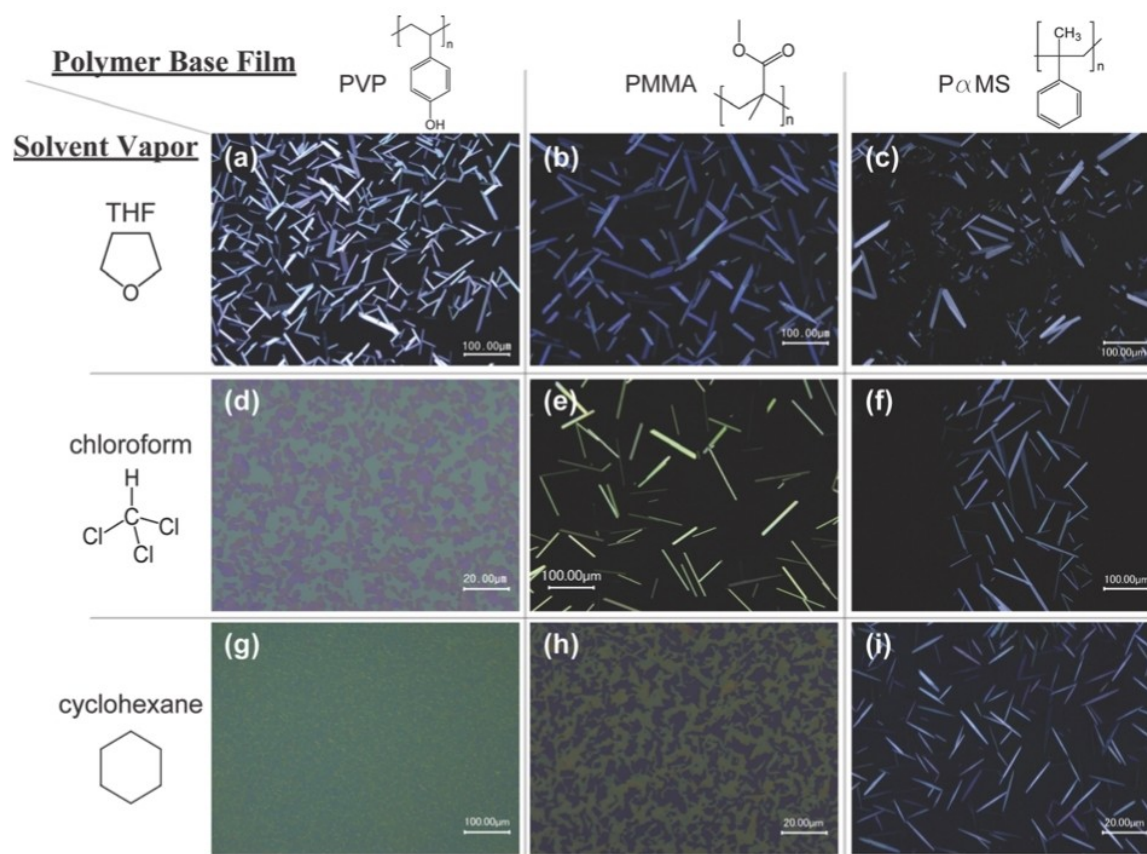 Polymer Base Film
PVP
n
OH
PMMA
O
O
n
PαMS
CH3
n
Solvent Vapor
THF
O
(a)
100.00μm
(b)
100.00μm
(c)
100.00μm
chloroform
H
C
Cl
Cl
Cl
(d)
20.00μm
(e)
100.00μm
(f)
100.00μm
cyclohexane
(g)
100.00μm
(h)
20.00μm
(i)
20.00μm